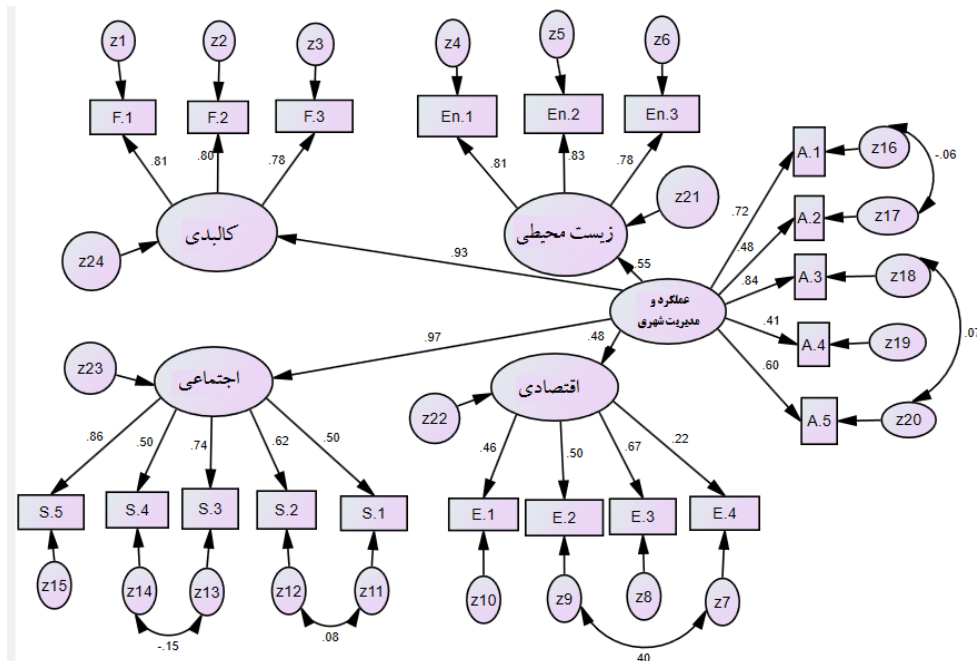 z1 z2 z3 z4 z5 z6
F.1 F.2 F.3 En.1 En.2 En.3
.81 .80 .78 .81 .83 .78
A.1 z16
-.06
A.2 z17
A.3 z18
.07
A.4 z19
A.5 z20
.72
.48
.84
.41
.60
z21
z24
کالبدی
زیست محیطی
.93
.55
عملکرد و
مدیریت شهری
.97
.48
z23
اجتماعی
z22
اقتصادی
.86 .50 .74 .62 .50
.46 .50 .67 .22
S.5 S.4 S.3 S.2 S.1
E.1 E.2 E.3 E.4
z15 z14 z13 z12 z11
z10 z9 z8 z7
-.15 .08 .40